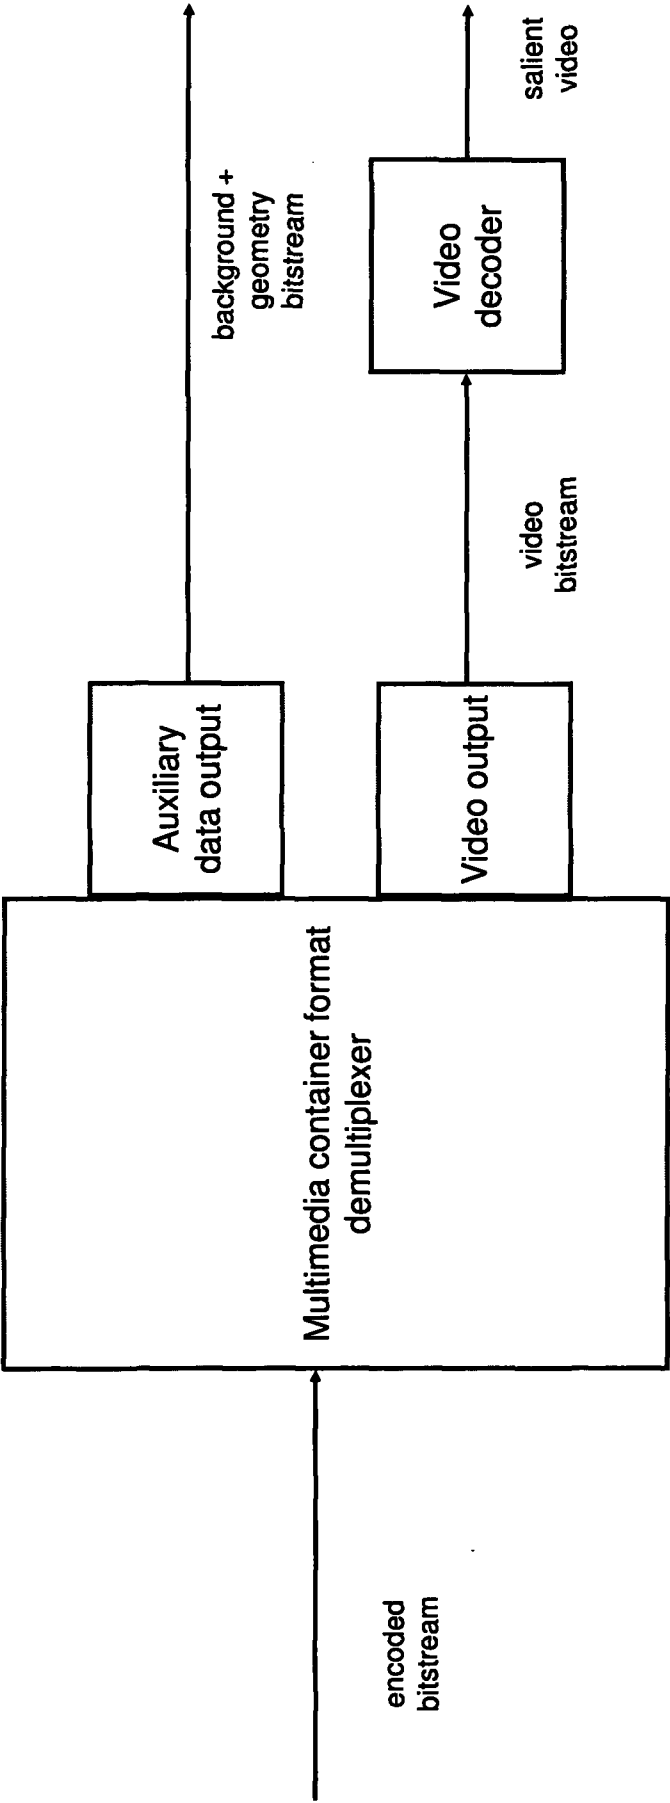 encoded
bitstream
Multimedia container format
demultiplexer
Auxiliary
data output
background +
geometry
bitstream
Video output
video
bitstream
Video
decoder
salient
video